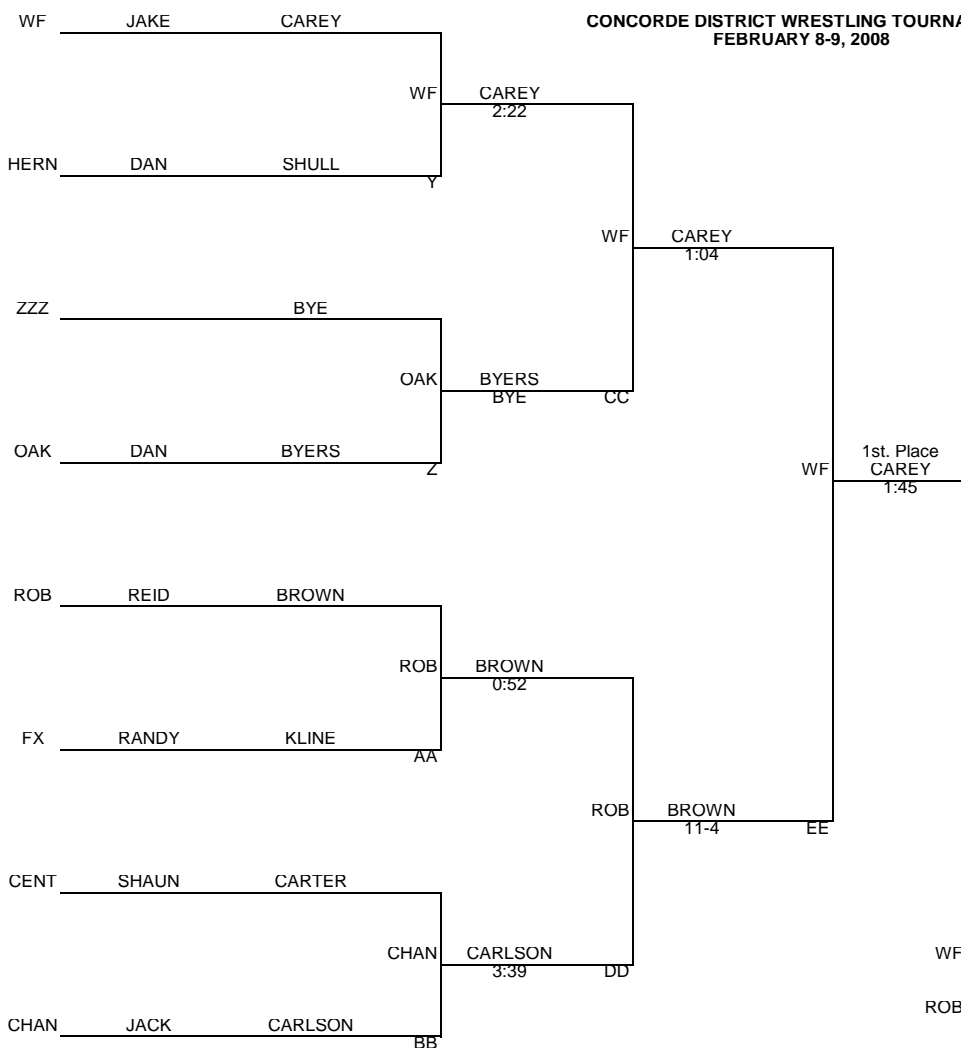 WF JAKE CAREY
CONCORDE DISTRICT WRESTLING TOURNA
FEBRUARY 8-9, 2008
WF CAREY
2:22
HERN DAN SHULL
Y
WF CAREY
1:04
ZZZ BYE
OAK BYERS
BYE CC
OAK DAN BYERS
Z
1st. Place
WF CAREY
1:45
ROB REID BROWN
ROB BROWN
0:52
FX RANDY KLINE
AA
ROB BROWN
11-4 EE
CENT SHAUN CARTER
CHAN CARLSON
3:39 DD
WF
ROB
CHAN JACK CARLSON
BB